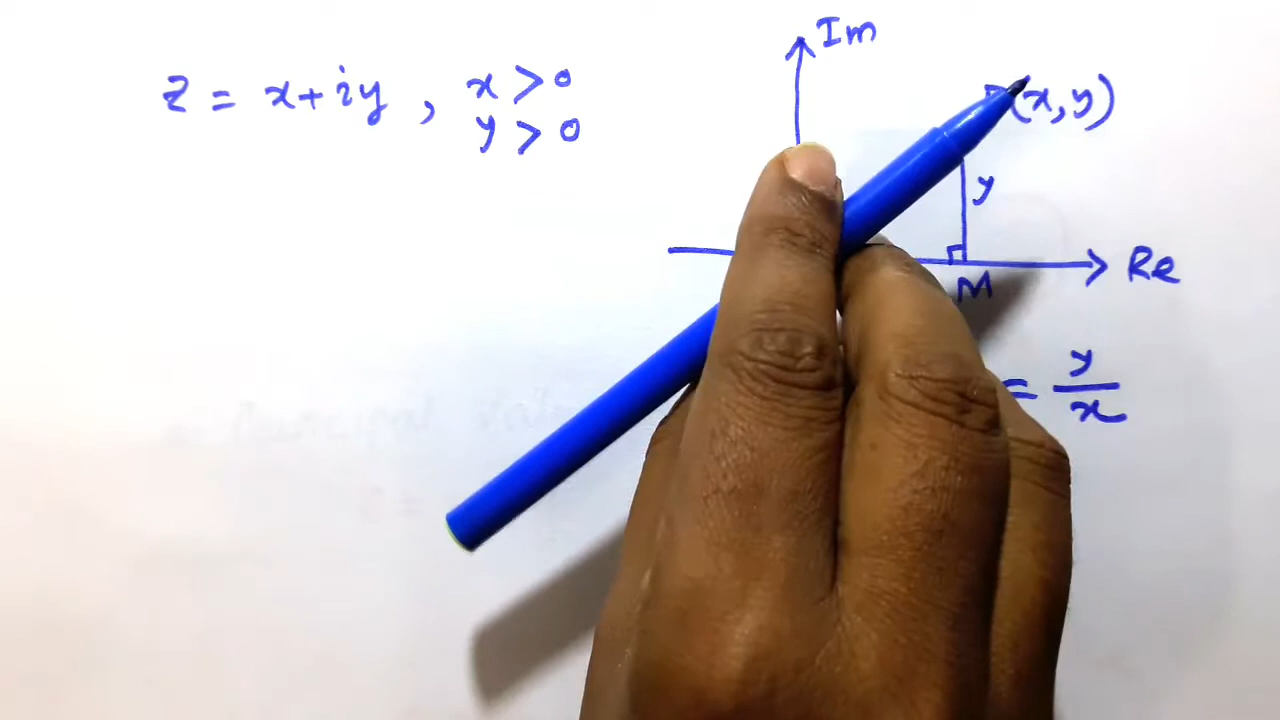 z = x+iy , x > 0
y > 0
Im
(x, y)
y
M
Re
= y/x